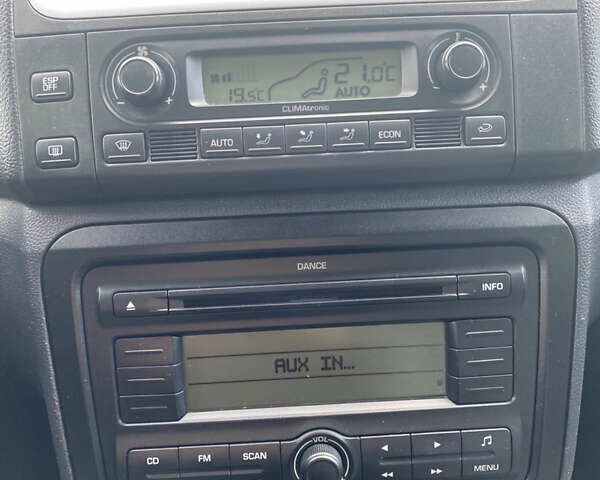 ESP OFF
19.5°C
21.0°C
AUTO
CLIMAtronic
AUTO
ECON
DANCE
INFO
AUX IN...
CD
FM
SCAN
VOL
MENU